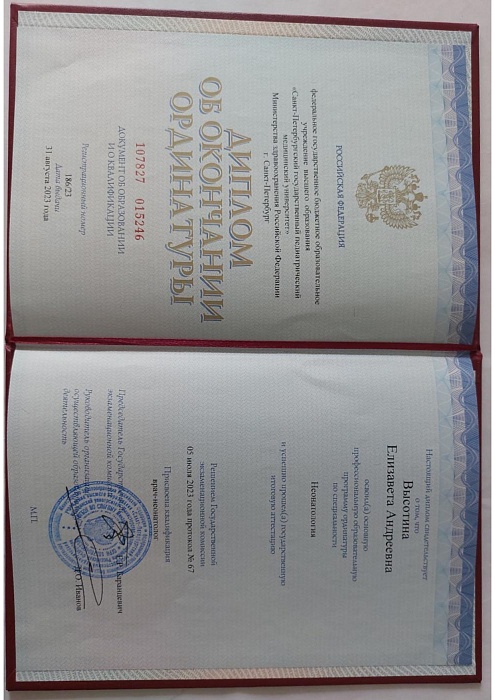 РОССИЙСКАЯ ФЕДЕРАЦИЯ
федеральное государственное бюджетное образовательное
учреждение высшего образования
«Санкт-Петербургский государственный педиатрический
медицинский университет»
Министерства здравоохранения Российской Федерации
г. Санкт-Петербург
ДИПЛОМ
ОБ ОКОНЧАНИИ
ОРДИНАТУРЫ
107827 015246
ДОКУМЕНТ ОБ ОБРАЗОВАНИИ
И О КВАЛИФИКАЦИИ
Регистрационный номер
186/23
Дата выдачи
31 августа 2023 года
Настоящий диплом свидетельствует
о том, что
Высотина
Елизавета Андреевна
освоил(а) основную
профессиональную образовательную
программу ординатуры
по специальности
Неонатология
и успешно прошел(а) государственную
итоговую аттестацию
Решением Государственной
экзаменационной комиссии
05 июля 2023 года протокол № 67
Присвоена квалификация
врач-неонатолог
Председатель
экзаменационной
Руководитель
осуществляющей
деятельность
Д.О. Иванов
М.П.